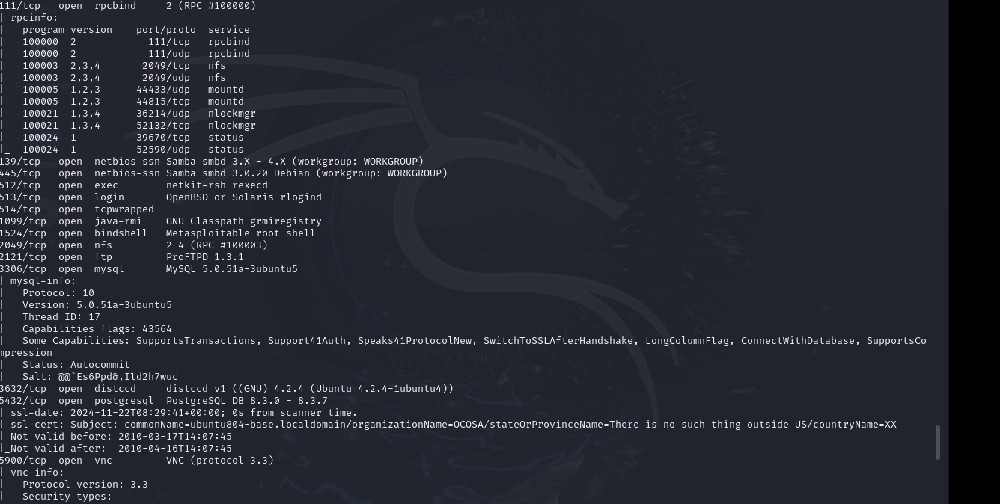 111/tcp  open  rpcbind     2 (RPC #100000)
| rpcinfo:
|   program version    port/proto  service
|   100000  2            111/tcp   rpcbind
|   100000  2            111/udp   rpcbind
|   100003  2,3,4       2049/tcp   nfs
|   100003  2,3,4       2049/udp   nfs
|   100005  1,2,3      44433/udp   mountd
|   100005  1,2,3      44815/tcp   mountd
|   100021  1,3,4      36214/udp   nlockmgr
|   100021  1,3,4      52132/tcp   nlockmgr
|   100024  1          39670/tcp   status
|_  100024  1          52590/udp   status
139/tcp  open  netbios-ssn Samba smbd 3.X - 4.X (workgroup: WORKGROUP)
445/tcp  open  netbios-ssn Samba smbd 3.0.20-Debian (workgroup: WORKGROUP)
512/tcp  open  exec        netkit-rsh rexecd
513/tcp  open  login       OpenBSD or Solaris rlogind
514/tcp  open  tcpwrapped
1099/tcp  open  java-rmi    GNU Classpath grmiregistry
1524/tcp  open  bindshell   Metasploitable root shell
2049/tcp  open  nfs         2-4 (RPC #100003)
2121/tcp  open  ftp         ProFTPD 1.3.1
3306/tcp  open  mysql       MySQL 5.0.51a-3ubuntu5
| mysql-info:
|   Protocol: 10
|   Version: 5.0.51a-3ubuntu5
|   Thread ID: 17
|   Capabilities flags: 43564
|   Some Capabilities: SupportsTransactions, Support41Auth, Speaks41ProtocolNew, SwitchToSSLAfterHandshake, LongColumnFlag, ConnectWithDatabase, SupportsCo
mpression
|   Status: Autocommit
|_  Salt: @@`Es6Ppd&,Ild2h7wuc
3632/tcp  open  distccd     distccd v1 ((GNU) 4.2.4 (Ubuntu 4.2.4-1ubuntu4))
5432/tcp  open  postgresql  PostgreSQL DB 8.3.0 - 8.3.7
|_ssl-date: 2024-11-22T08:29:41+00:00; 0s from scanner time.
| ssl-cert: Subject: commonName=ubuntu804-base.localdomain/organizationName=OCOSA/stateOrProvinceName=There is no such thing outside US/countryName=XX
| Not valid before: 2010-03-17T14:07:45
|_Not valid after:  2010-04-16T14:07:45
5900/tcp  open  vnc         VNC (protocol 3.3)
| vnc-info:
|   Protocol version: 3.3
|   Security types: